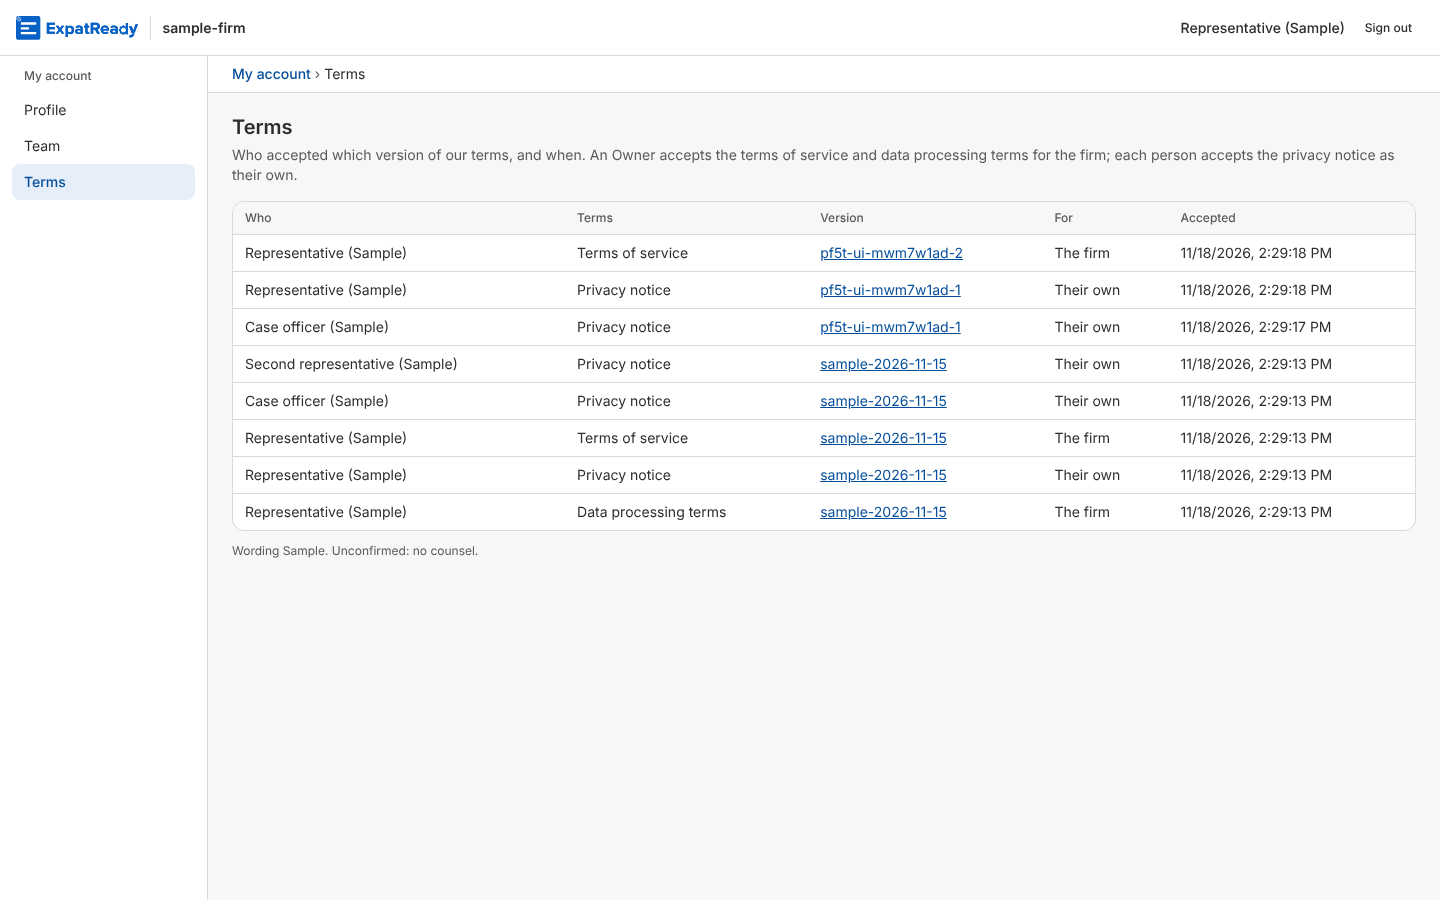 ExpatReady sample-firm Representative (Sample) Sign out
My account
Profile
Team
Terms
My account › Terms
Terms
Who accepted which version of our terms, and when. An Owner accepts the terms of service and data processing terms for the firm; each person accepts the privacy notice as
their own.
Who Terms Version For Accepted
Representative (Sample) Terms of service pf5t-ui-mwm7w1ad-2 The firm 11/18/2026, 2:29:18 PM
Representative (Sample) Privacy notice pf5t-ui-mwm7w1ad-1 Their own 11/18/2026, 2:29:18 PM
Case officer (Sample) Privacy notice pf5t-ui-mwm7w1ad-1 Their own 11/18/2026, 2:29:17 PM
Second representative (Sample) Privacy notice sample-2026-11-15 Their own 11/18/2026, 2:29:13 PM
Case officer (Sample) Privacy notice sample-2026-11-15 Their own 11/18/2026, 2:29:13 PM
Representative (Sample) Terms of service sample-2026-11-15 The firm 11/18/2026, 2:29:13 PM
Representative (Sample) Privacy notice sample-2026-11-15 Their own 11/18/2026, 2:29:13 PM
Representative (Sample) Data processing terms sample-2026-11-15 The firm 11/18/2026, 2:29:13 PM
Wording Sample. Unconfirmed: no counsel.